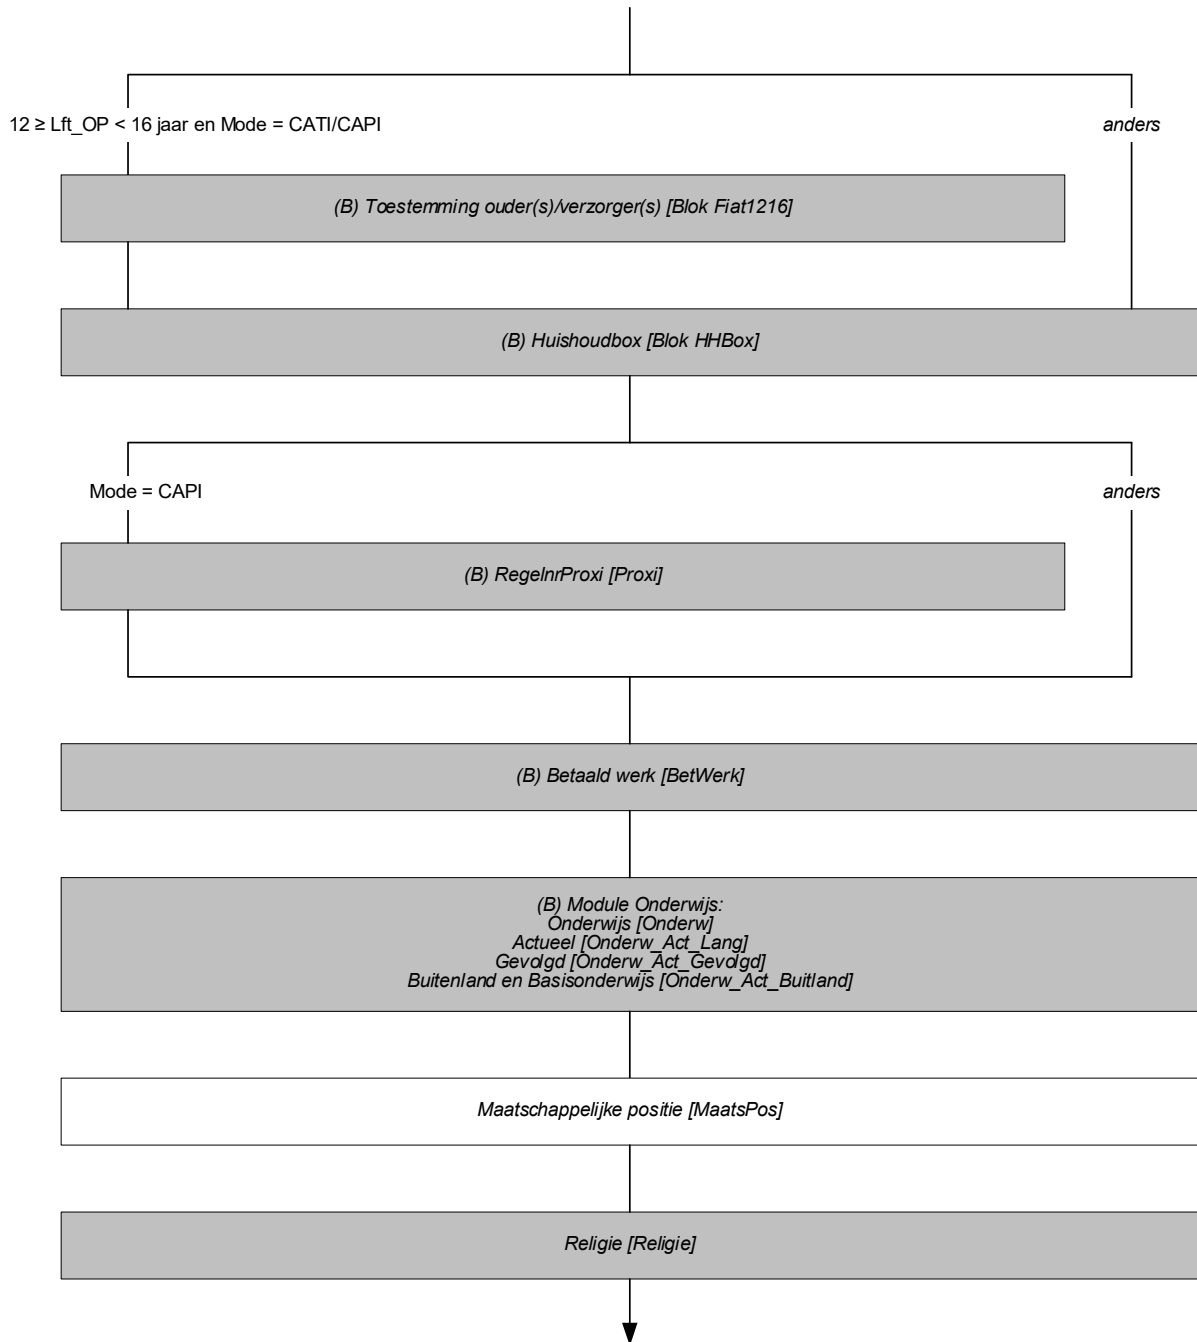 12 ≥ Lft_OP < 16 jaar en Mode = CATI/CAPI
anders
(B) Toestemming ouder(s)/verzorger(s) [Blok Fiat1216]
(B) Huishoudbox [Blok HHBox]
Mode = CAPI
anders
(B) RegelnrProxi [Proxi]
(B) Betaald werk [BetWerk]
(B) Module Onderwijs:
Onderwijs [Onderw]
Actueel [Onderw_Act_Lang]
Gevolgd [Onderw_Act_Gevolgd]
Buitenland en Basisonderwijs [Onderw_Act_Buitland]
Maatschappelijke positie [MaatsPos]
Religie [Religie]